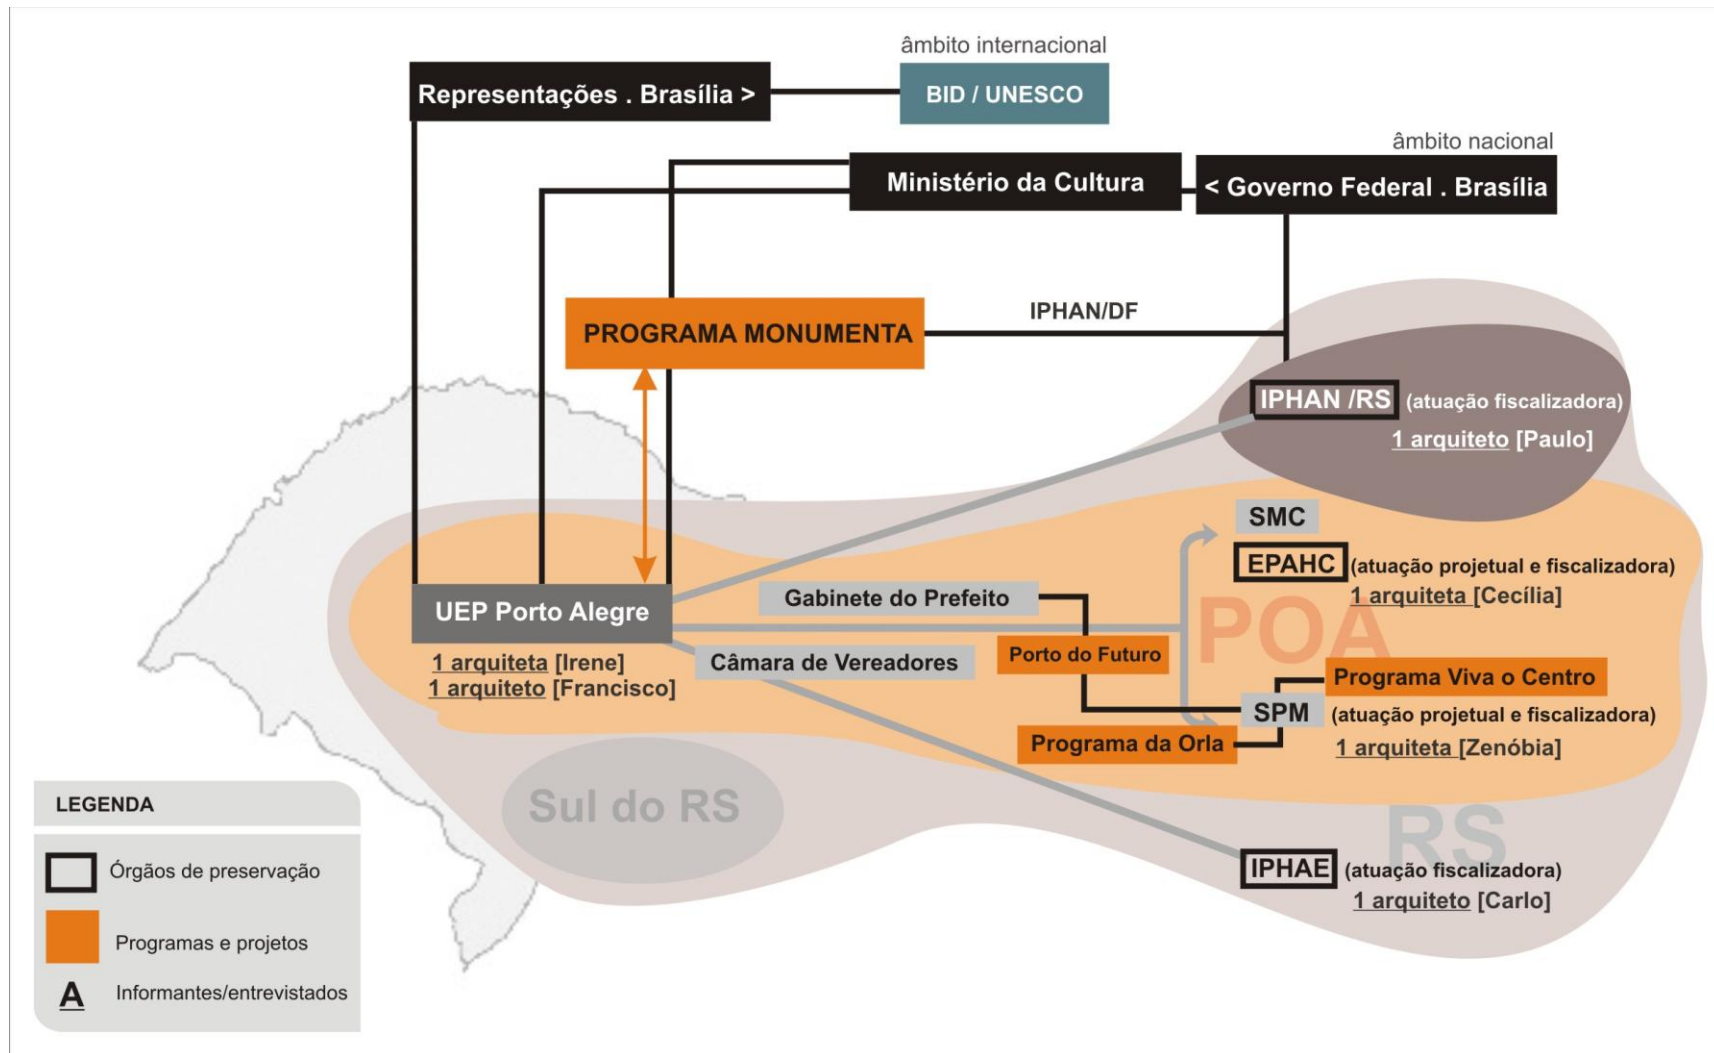 âmbito internacional
Representações . Brasília >
BID / UNESCO
âmbito nacional
Ministério da Cultura
< Governo Federal . Brasília
PROGRAMA MONUMENTA
IPHAN/DF
IPHAN /RS (atuação fiscalizadora)
1 arquiteto [Paulo]
SMC
EPAHC (atuação projetual e fiscalizadora)
1 arquiteta [Cecília]
POA
UEP Porto Alegre
1 arquiteta [Irene]
1 arquiteto [Francisco]
Gabinete do Prefeito
Câmara de Vereadores
Porto do Futuro
Programa Viva o Centro
SPM (atuação projetual e fiscalizadora)
1 arquiteta [Zenóbia]
Programa da Orla
Sul do RS
RS
IPHAE (atuação fiscalizadora)
1 arquiteto [Carlo]
LEGENDA
Órgãos de preservação
Programas e projetos
A Informantes/entrevistados